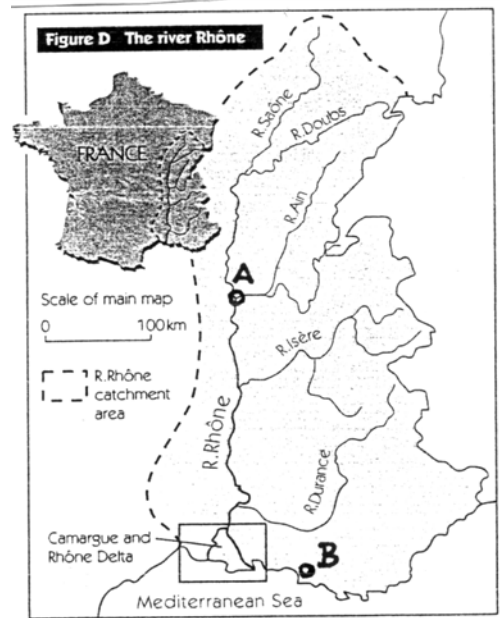 Figure D The river Rhône
FRANCE
R.Saône
R.Doubs
R.Ain
A
Scale of main map
0 100km
R.Isère
R.Rhône
catchment
area
R.Rhône
R.Durance
Camargue and
Rhône Delta
B
Mediterranean Sea